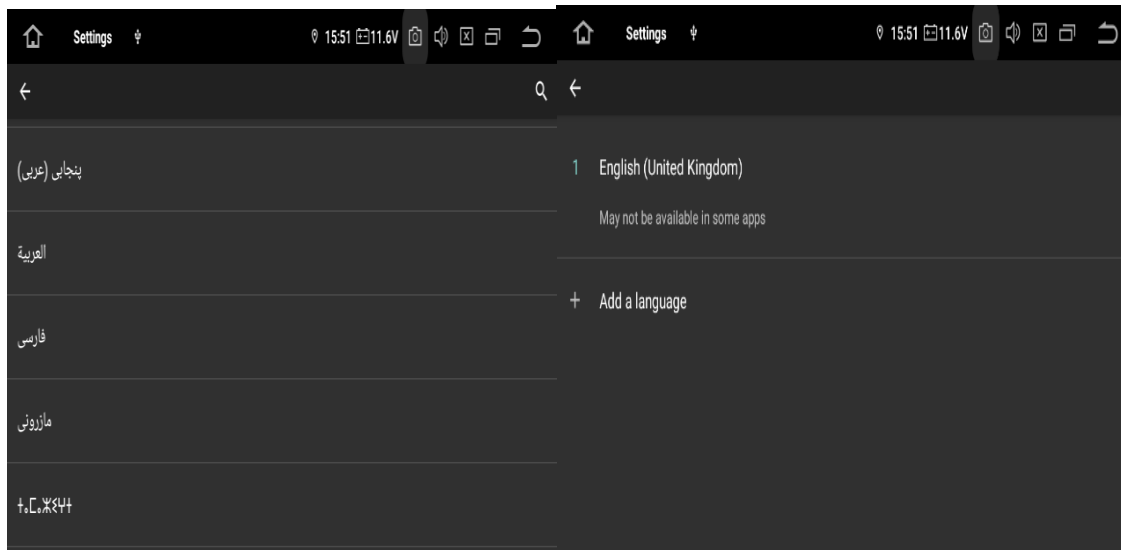 Settings
15:51 11.6V
پنجابی (عربی)
العربية
فارسی
مازرونی
ⵜⴰⵎⴰⵣⵉⵖⵜ
Settings
15:51 11.6V
1 English (United Kingdom)
May not be available in some apps
+ Add a language